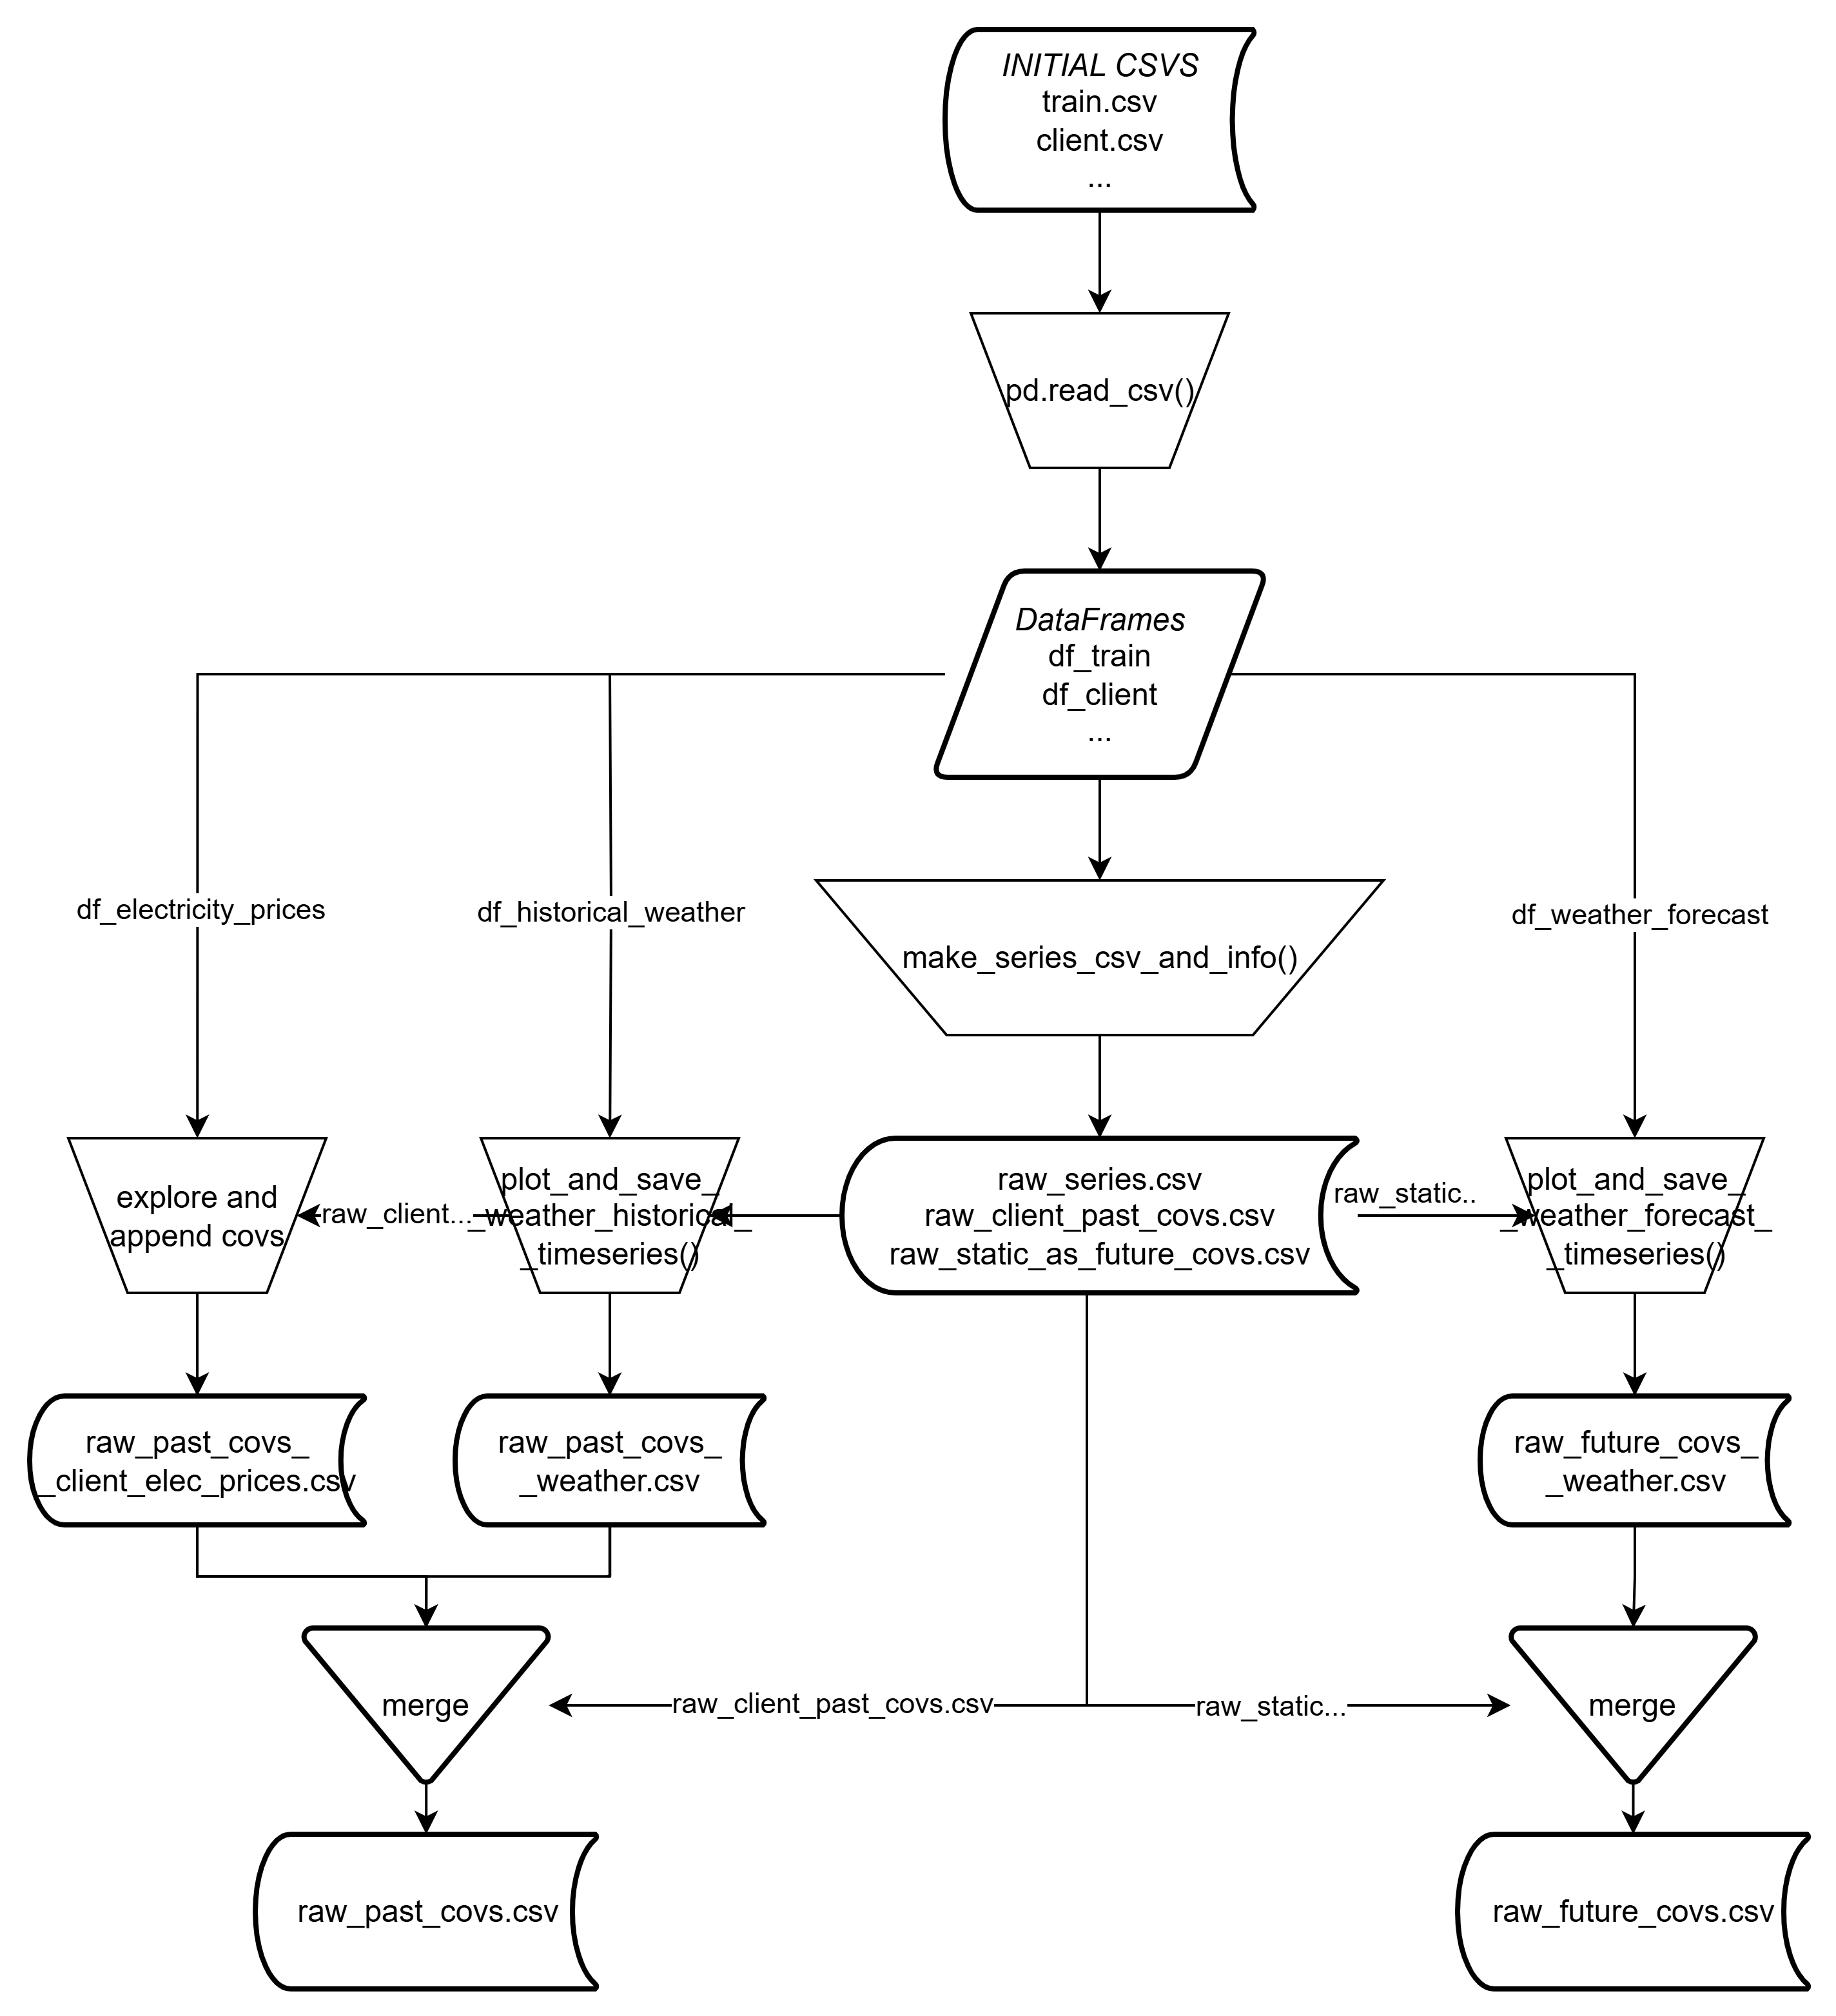 INITIAL CSVS
train.csv
client.csv
...
pd.read_csv()
DataFrames
df_train
df_client
...
df_electricity_prices
df_historical_weather
df_weather_forecast
make_series_csv_and_info()
explore and
append covs
raw_client...
plot_and_save_
_weather_historical_
_timeseries()
raw_series.csv
raw_client_past_covs.csv
raw_static_as_future_covs.csv
raw_static..
plot_and_save_
_weather_forecast_
_timeseries()
raw_past_covs_
_client_elec_prices.csv
raw_past_covs_
_weather.csv
raw_future_covs_
_weather.csv
merge
raw_client_past_covs.csv
raw_static...
merge
raw_past_covs.csv
raw_future_covs.csv